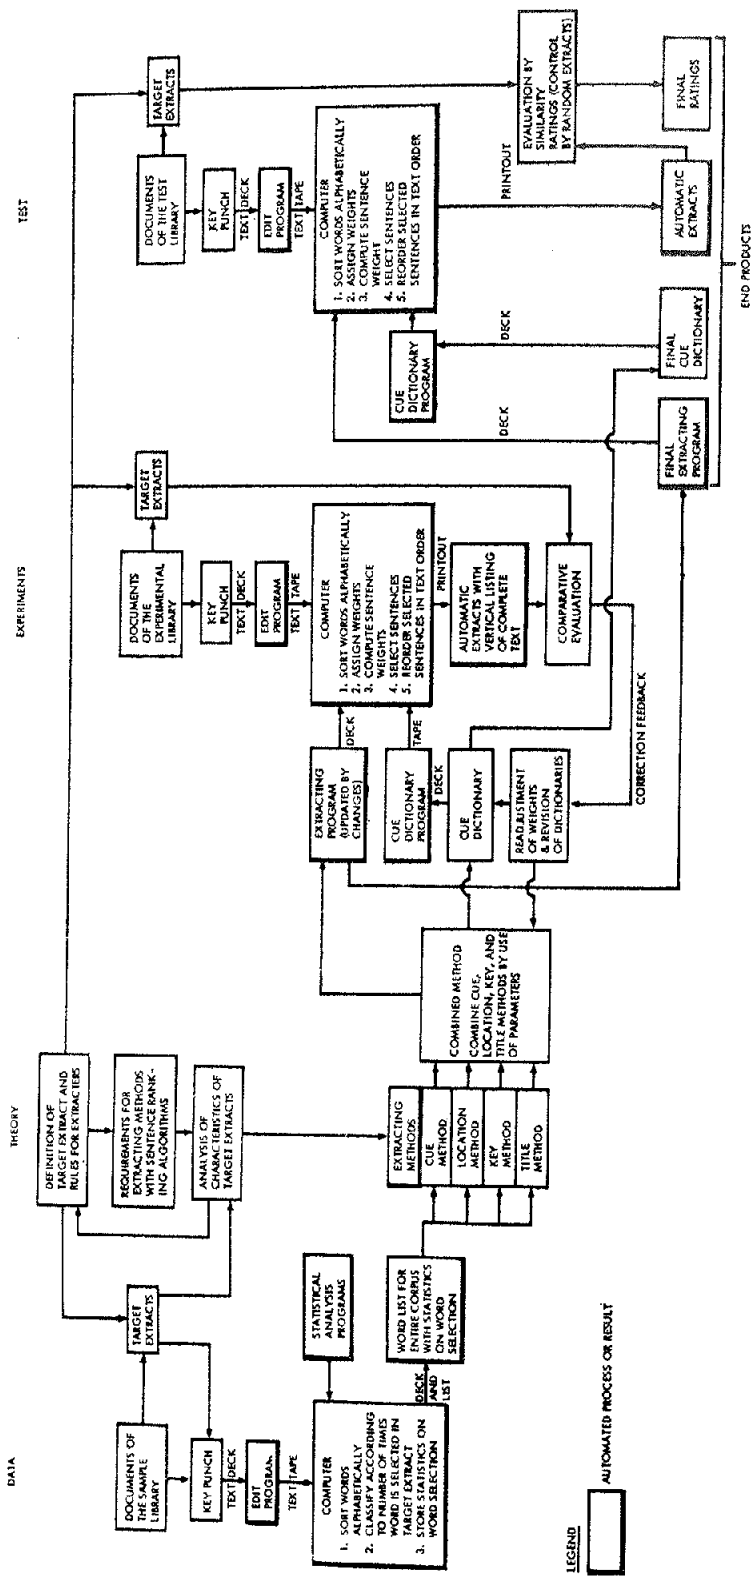 DATA
THEORY
EXPERIMENTS
TEST
DOCUMENTS OF
THE SAMPLE
LIBRARY
TARGET
EXTRACTS
KEY PUNCH
TEXT DECK
EDIT
PROGRAM
TEXT TAPE
COMPUTER
1. SORT WORDS
ALPHABETICALLY
2. CLASSIFY ACCORDING
TO NUMBER OF TIMES
WORD IS SELECTED IN
TARGET EXTRACT
3. STORE STATISTICS ON
WORD SELECTION
STATISTICAL
ANALYSIS
PROGRAMS
DECK
AND
LIST
WORD LIST FOR
ENTIRE CORPUS
WITH STATISTICS
ON WORD
SELECTION
DEFINITION OF
TARGET EXTRACT AND
RULES FOR EXTRACTERS
REQUIREMENTS FOR
EXTRACTING METHODS
WITH SENTENCE RANK-
ING ALGORITHMS
ANALYSIS OF
CHARACTERISTICS OF
TARGET EXTRACTS
EXTRACTING
METHODS
CUE
METHOD
LOCATION
METHOD
KEY
METHOD
TITLE
METHOD
COMBINED METHOD
COMBINE CUE,
LOCATION, KEY, AND
TITLE METHODS BY USE
OF PARAMETERS
DOCUMENTS
OF THE
EXPERIMENTAL
LIBRARY
TARGET
EXTRACTS
KEY
PUNCH
TEXT DECK
EDIT
PROGRAM
TEXT TAPE
COMPUTER
1. SORT WORDS ALPHABETICALLY
2. ASSIGN WEIGHTS
3. COMPUTE SENTENCE
WEIGHTS
4. SELECT SENTENCES
5. REORDER SELECTED
SENTENCES IN TEXT ORDER
EXTRACTING
PROGRAM
(UPDATED BY
CHANGES)
DECK
CUE
DICTIONARY
PROGRAM
TAPE
DECK
CUE
DICTIONARY
READJUSTMENT
OF WEIGHTS
& REVISION
OF DICTIONARIES
PRINTOUT
AUTOMATIC
EXTRACTS WITH
VERTICAL LISTING
OF COMPLETE
TEXT
COMPARATIVE
EVALUATION
CORRECTION FEEDBACK
DOCUMENTS
OF THE TEST
LIBRARY
TARGET
EXTRACTS
KEY
PUNCH
TEXT DECK
EDIT
PROGRAM
TEXT TAPE
COMPUTER
1. SORT WORDS ALPHABETICALLY
2. ASSIGN WEIGHTS
3. COMPUTE SENTENCE
WEIGHT
4. SELECT SENTENCES
5. REORDER SELECTED
SENTENCES IN TEXT ORDER
CUE
DICTIONARY
PROGRAM
DECK
DECK
PRINTOUT
EVALUATION BY
SIMILARITY
RATINGS (CONTROL
BY RANDOM EXTRACTS)
FINAL
EXTRACTING
PROGRAM
FINAL
CUE
DICTIONARY
AUTOMATIC
EXTRACTS
FINAL
RATINGS
END PRODUCTS
LEGEND
AUTOMATED PROCESS OR RESULT